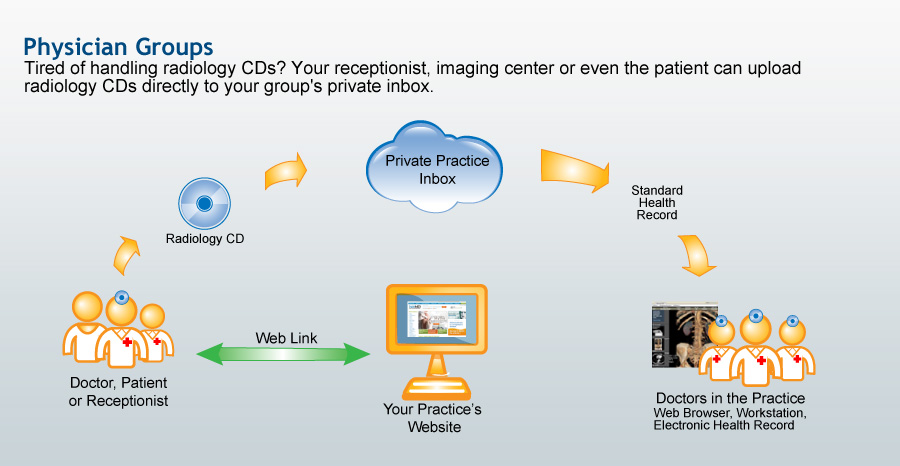 Physician Groups
Tired of handling radiology CDs? Your receptionist, imaging center or even the patient can upload
radiology CDs directly to your group's private inbox.
Private Practice
Inbox
Standard
Health
Record
Radiology CD
Web Link
Doctor, Patient
or Receptionist
Your Practice's
Website
Doctors in the Practice
Web Browser, Workstation,
Electronic Health Record